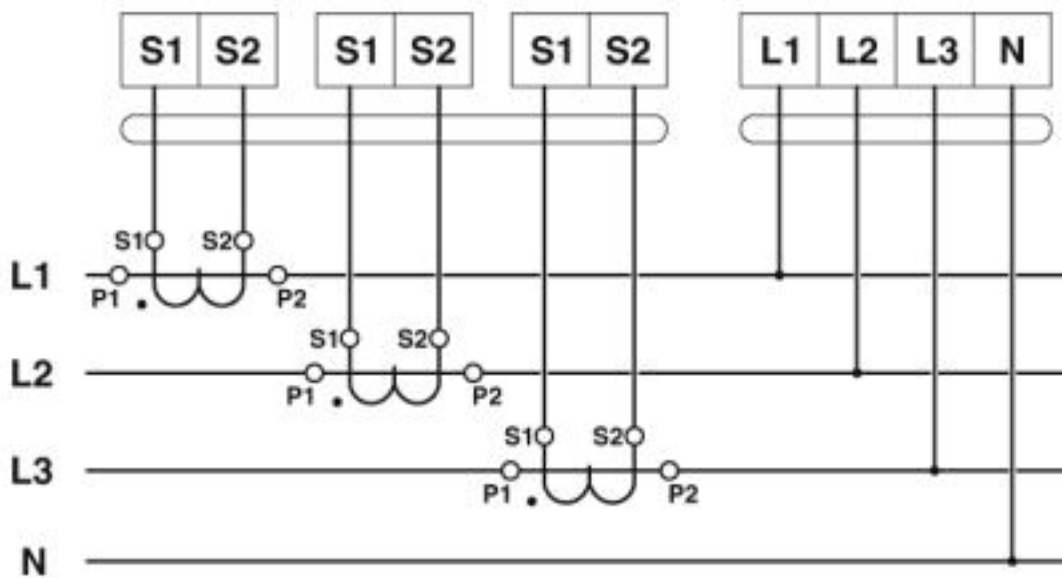 S1 S2 S1 S2 S1 S2 L1 L2 L3 N
S1 S2
L1
P1 P2
S1 S2
L2
P1 P2
S1 S2
L3
P1 P2
N